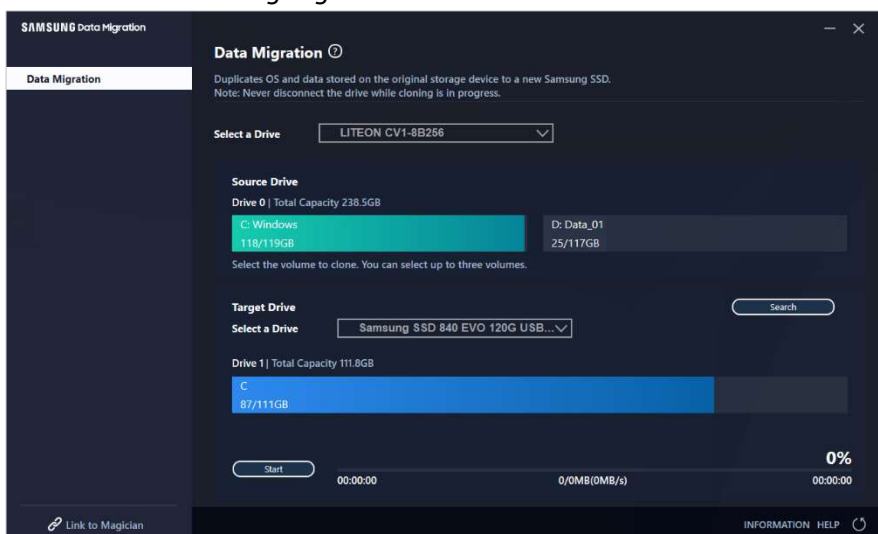 SAMSUNG Data Migration
Data Migration
Data Migration ?
Duplicates OS and data stored on the original storage device to a new Samsung SSD.
Note: Never disconnect the drive while cloning is in progress.
Select a Drive LITEON CV1-8B256
Source Drive
Drive 0 | Total Capacity 238.5GB
C: Windows D: Data_01
118/119GB 25/117GB
Select the volume to clone. You can select up to three volumes.
Target Drive Search
Select a Drive Samsung SSD 840 EVO 120G USB...
Drive 1 | Total Capacity 111.8GB
C
87/111GB
0%
Start
00:00:00 0/0MB(0MB/s) 00:00:00
Link to Magician INFORMATION HELP